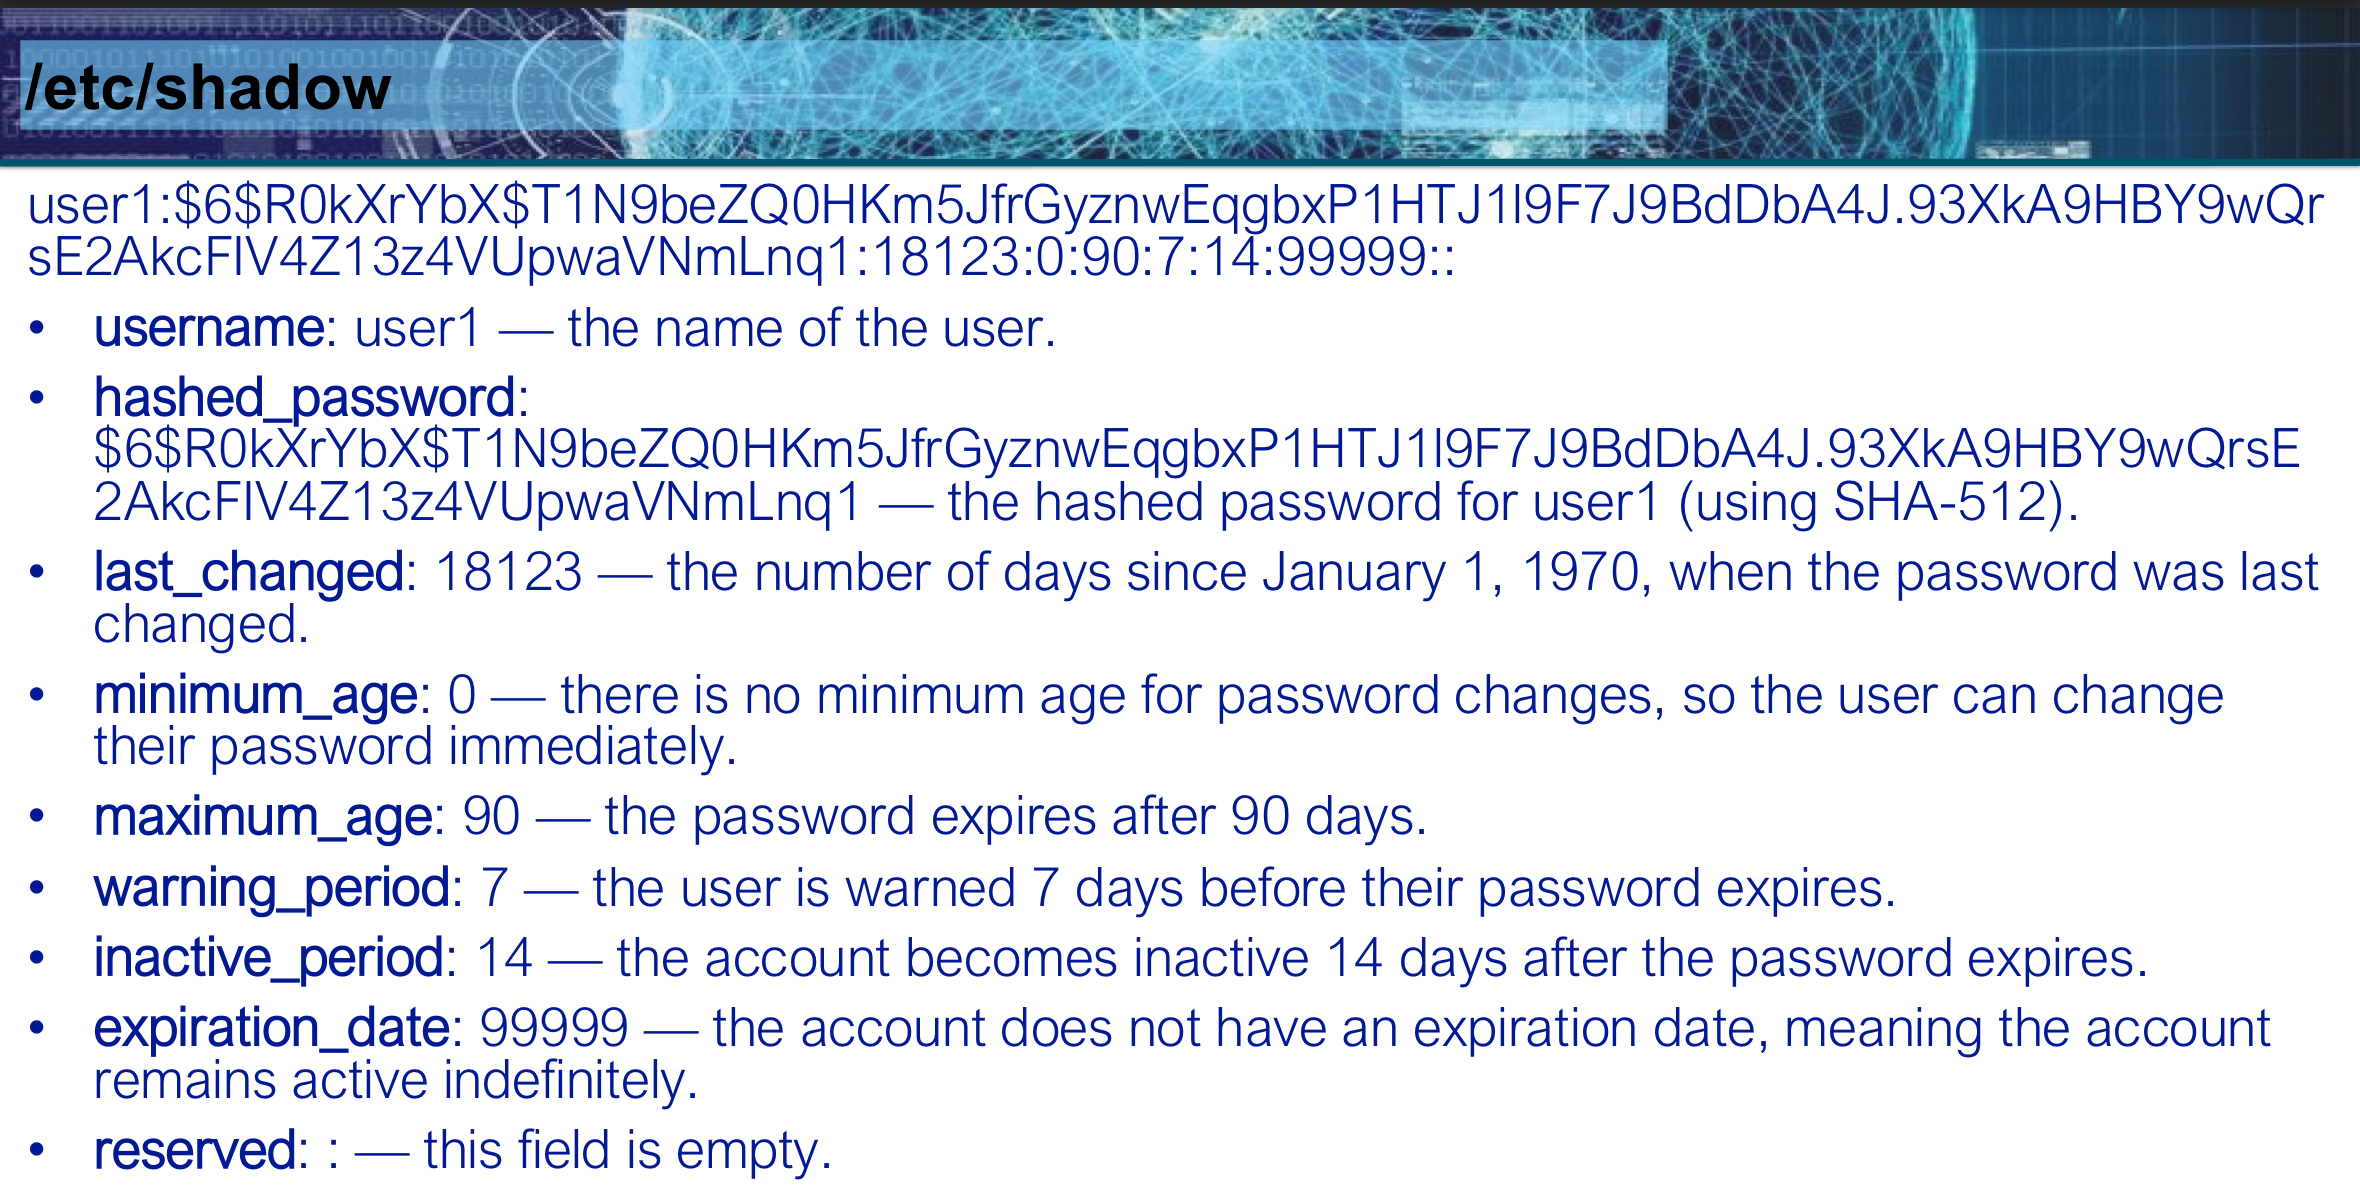 /etc/shadow
user1:$6$R0kXrYbX$T1N9beZQ0HKm5JfrGyznwEqgbxP1HTJ1l9F7J9BdDbA4J.93XkA9HBY9wQr
sE2AkcFlV4Z13z4VUpwaVNmLnq1:18123:0:90:7:14:99999::
• username: user1 — the name of the user.
• hashed_password:
$6$R0kXrYbX$T1N9beZQ0HKm5JfrGyznwEqgbxP1HTJ1l9F7J9BdDbA4J.93XkA9HBY9wQrsE
2AkcFlV4Z13z4VUpwaVNmLnq1 — the hashed password for user1 (using SHA-512).
• last_changed: 18123 — the number of days since January 1, 1970, when the password was last
changed.
• minimum_age: 0 — there is no minimum age for password changes, so the user can change
their password immediately.
• maximum_age: 90 — the password expires after 90 days.
• warning_period: 7 — the user is warned 7 days before their password expires.
• inactive_period: 14 — the account becomes inactive 14 days after the password expires.
• expiration_date: 99999 — the account does not have an expiration date, meaning the account
remains active indefinitely.
• reserved: : — this field is empty.